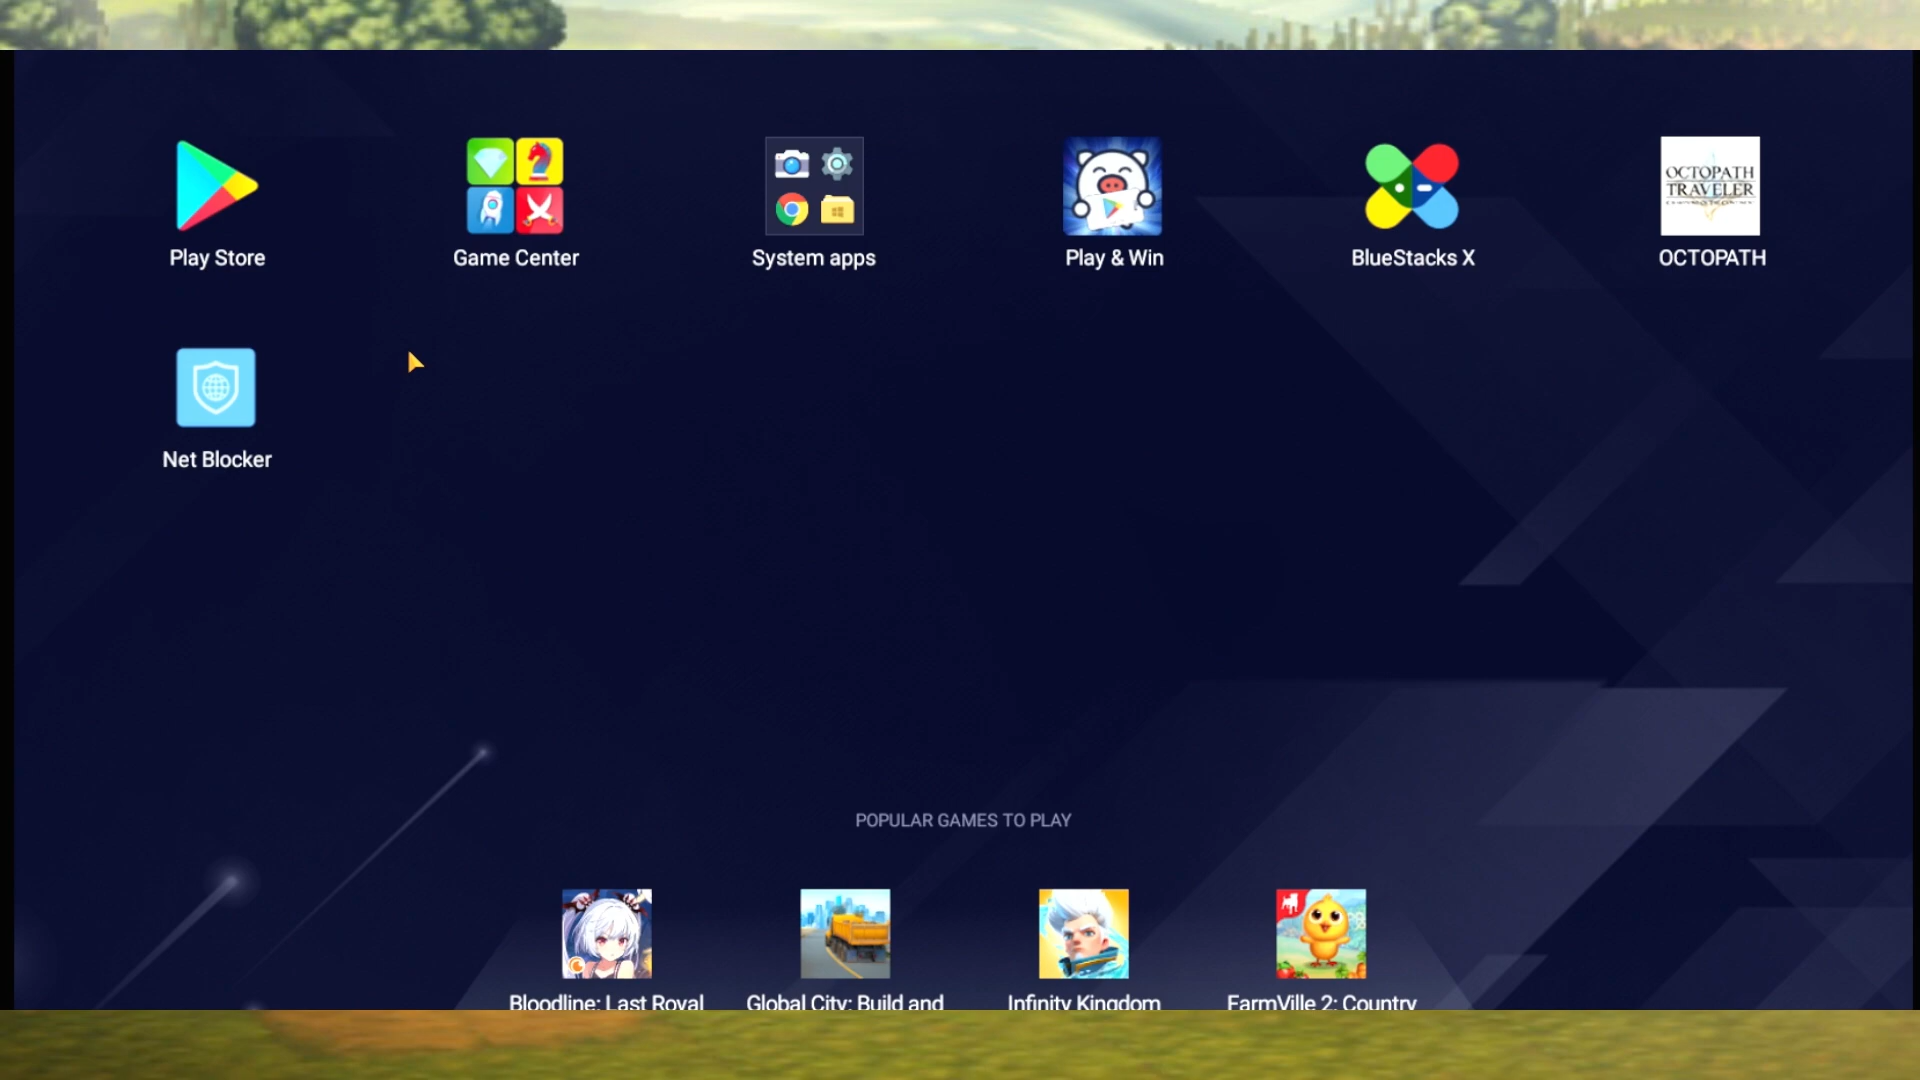 Play Store
Game Center
System apps
Play & Win
BlueStacks X
OCTOPATH
TRAVELER
OCTOPATH
Net Blocker
POPULAR GAMES TO PLAY
Bloodline: Last Royal
Global City: Build and
Infinity Kingdom
FarmVille 2: Country